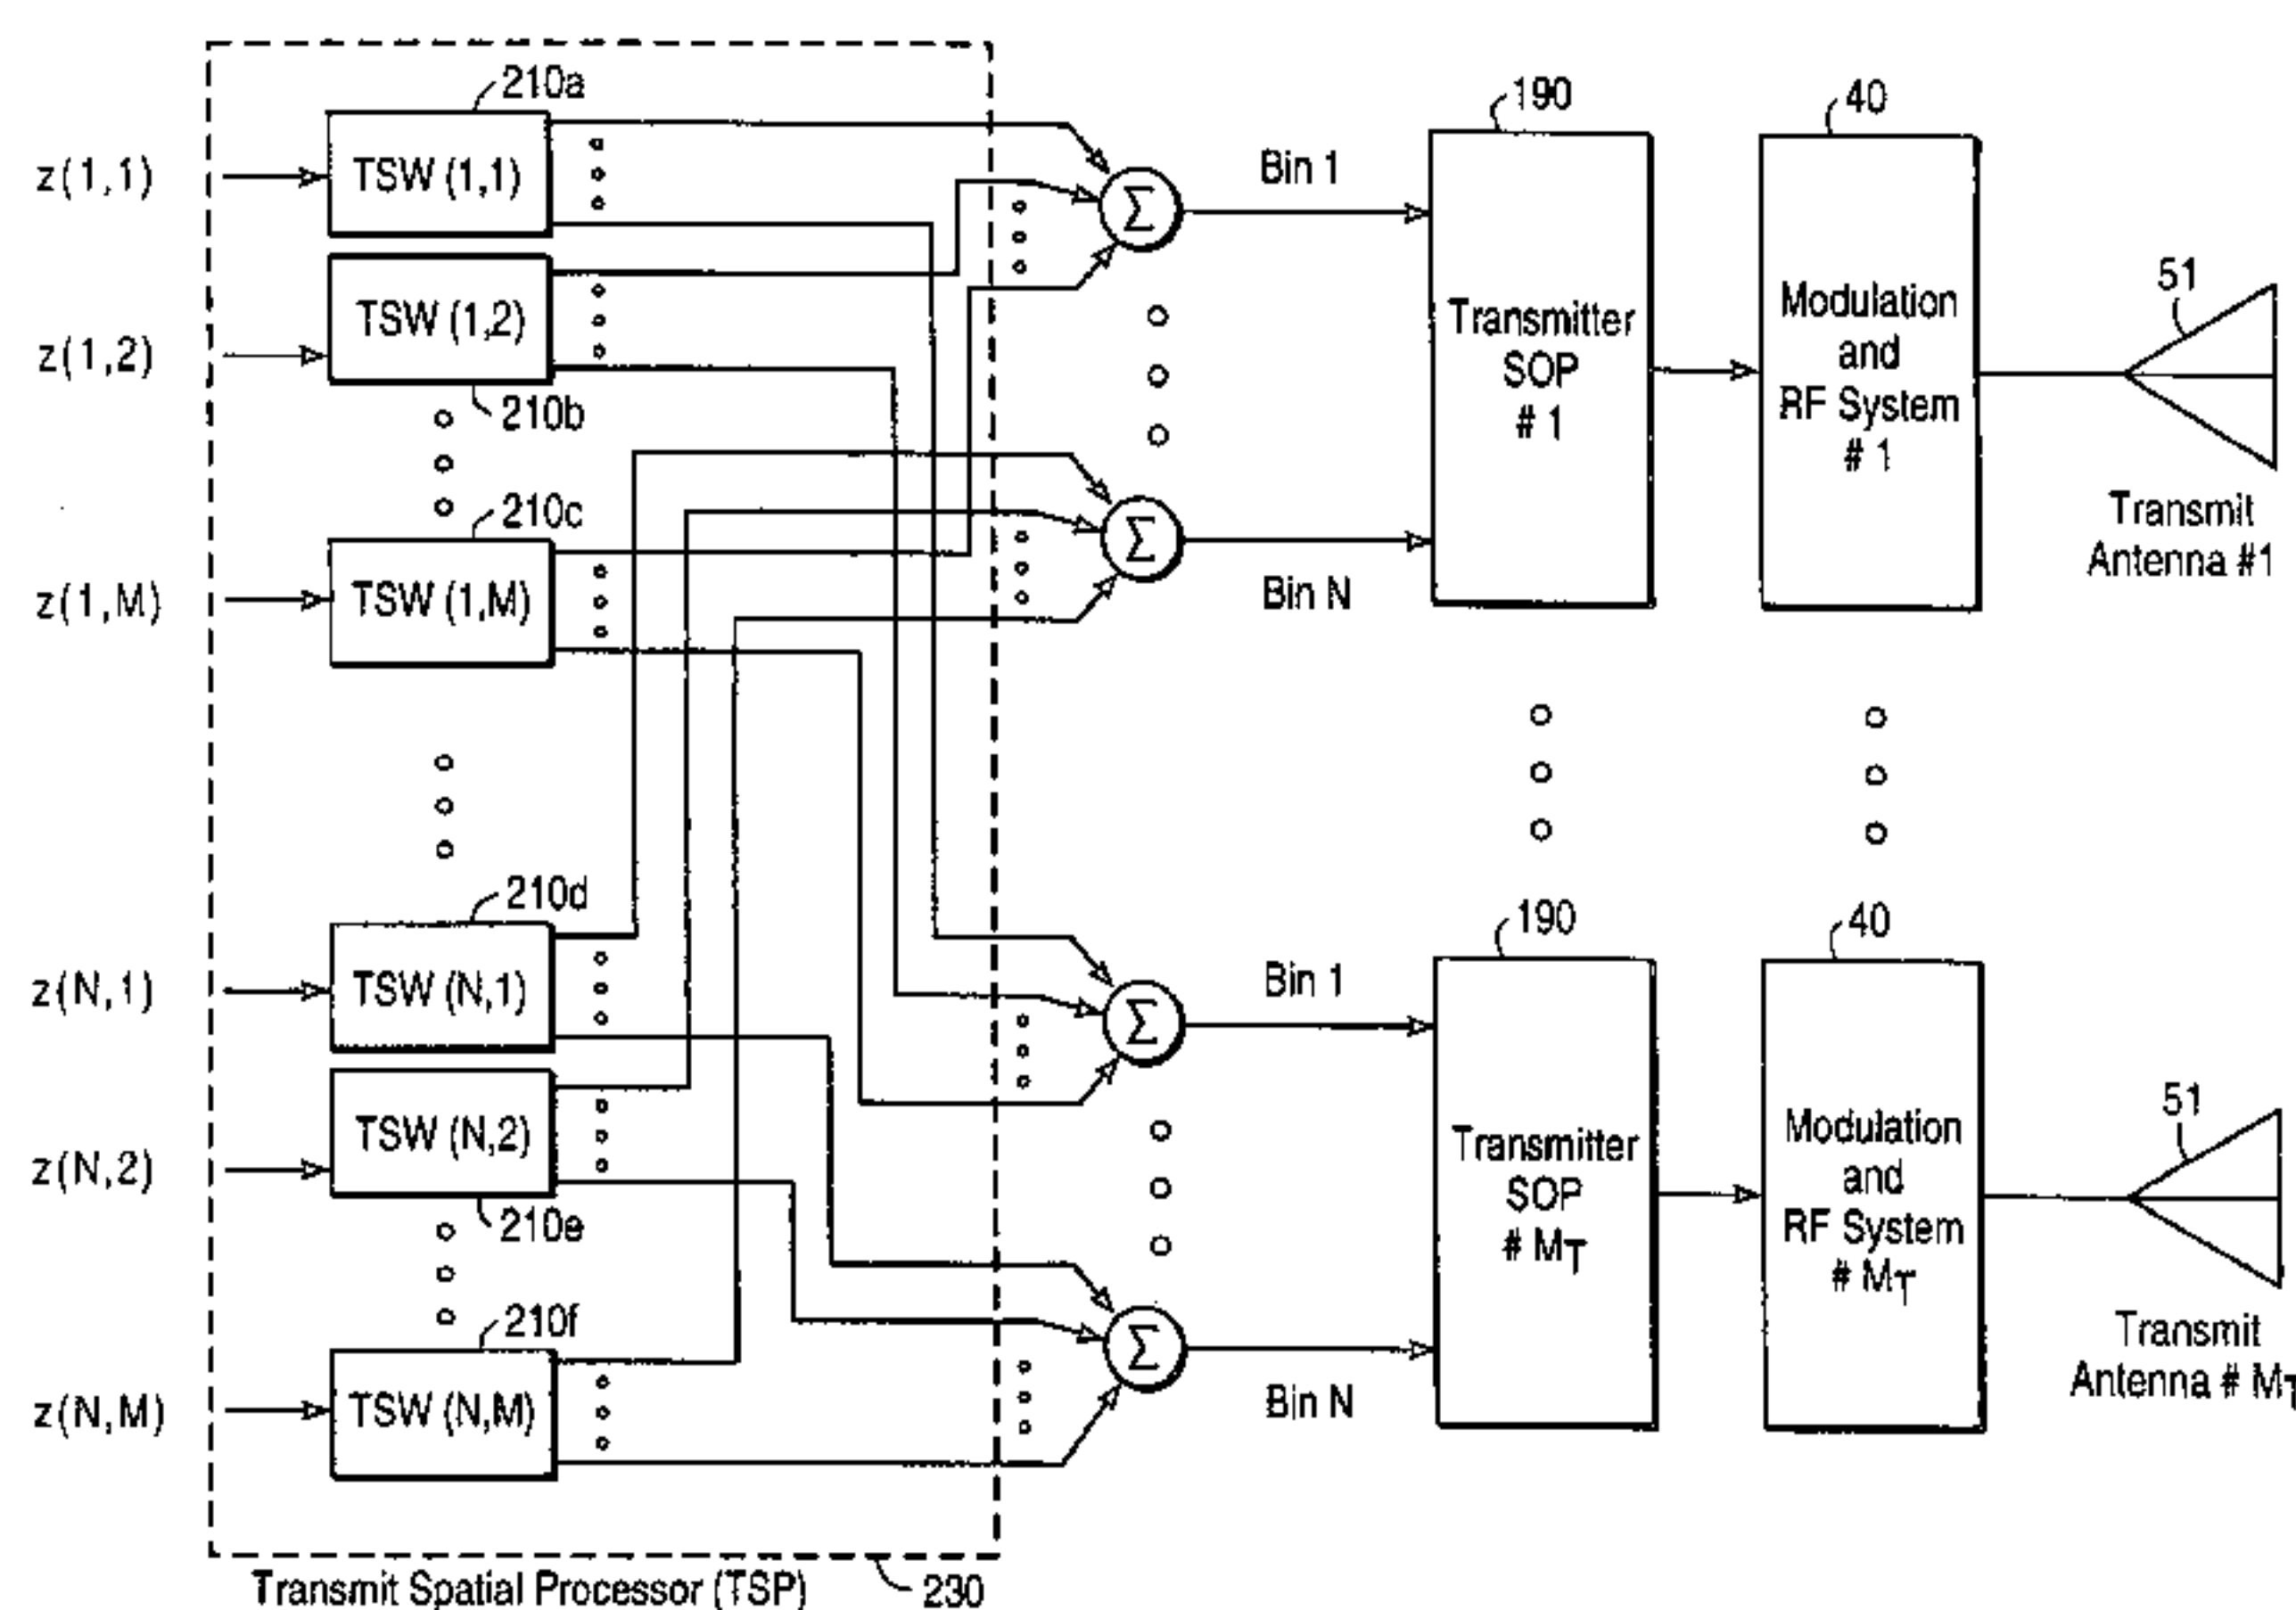 210a
z(1,1)
TSW (1,1)
Bin 1
190
40
z(1,2)
TSW (1,2)
210b
Transmitter
SOP
# 1
Modulation
and
RF System
# 1
51
Transmit
Antenna #1
210c
z(1,M)
TSW (1,M)
Bin N
210d
z(N,1)
TSW (N,1)
Bin 1
190
40
z(N,2)
TSW (N,2)
210e
Transmitter
SOP
# MT
Modulation
and
RF System
# MT
51
Transmit
Antenna # MT
210f
z(N,M)
TSW (N,M)
Bin N
Σ
Σ
Σ
Σ
Transmit Spatial Processor (TSP)
230